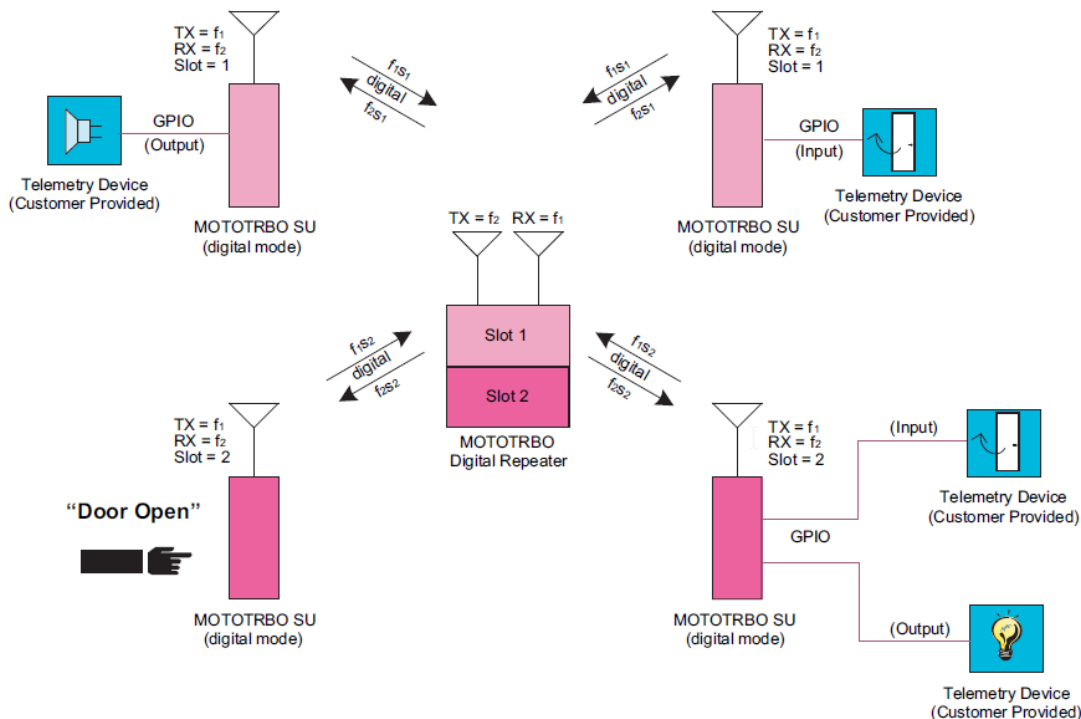 TX = f₁
RX = f₂
Slot = 1
f₁s₁
digital
f₂s₁
GPIO
(Output)
Telemetry Device
(Customer Provided)
MOTOTRBO SU
(digital mode)
TX = f₁
RX = f₂
Slot = 1
f₁s₁
digital
f₂s₁
GPIO
(Input)
Telemetry Device
(Customer Provided)
MOTOTRBO SU
(digital mode)
TX = f₂ RX = f₁
Slot 1
Slot 2
MOTOTRBO
Digital Repeater
f₁s₂
digital
f₂s₂
TX = f₁
RX = f₂
Slot = 2
“Door Open”
MOTOTRBO SU
(digital mode)
f₁s₂
digital
f₂s₂
TX = f₁
RX = f₂
Slot = 2
(Input)
Telemetry Device
(Customer Provided)
GPIO
MOTOTRBO SU
(digital mode)
(Output)
Telemetry Device
(Customer Provided)